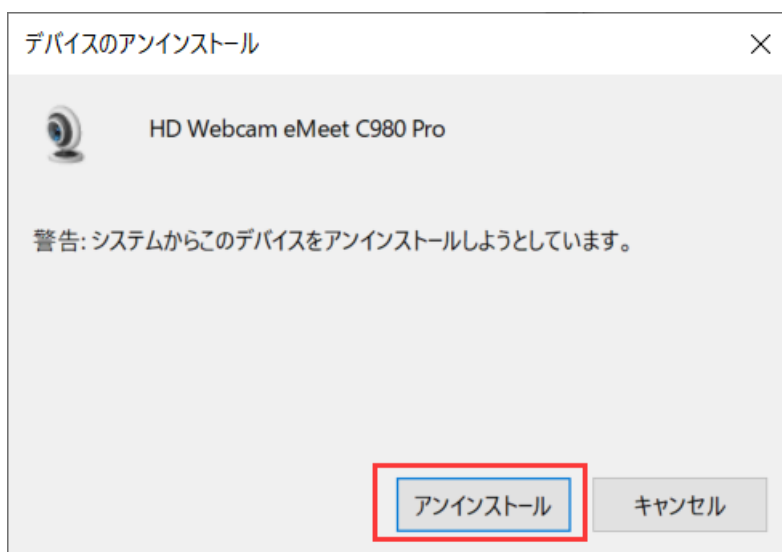 デバイスのアンインストール
HD Webcam eMeet C980 Pro
警告: システムからこのデバイスをアンインストールしようとしています。
アンインストール
キャンセル